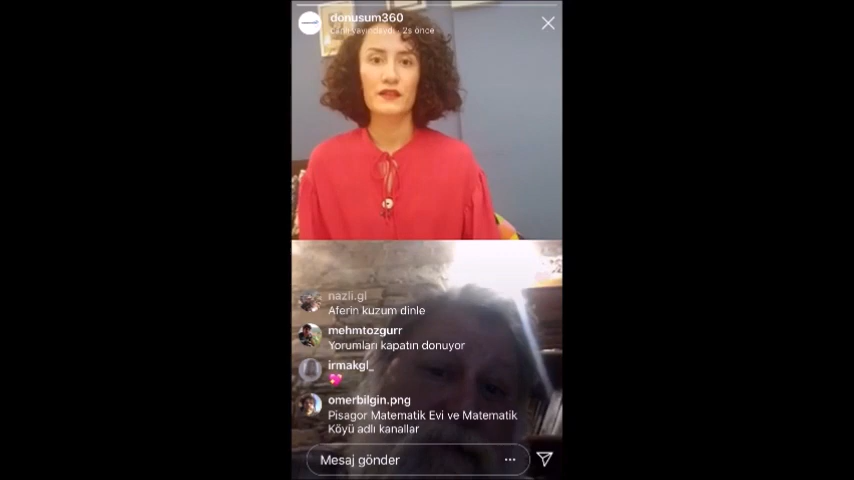 donusum360
Canlı yayındaydı · 2s önce
nazli.gl
Aferin kuzum dinle
mehmtozgurr
Yorumları kapatın donuyor
irmakgl_
💖
omerbilgin.png
Pisagor Matematik Evi ve Matematik
Köyü adlı kanallar
Mesaj gönder